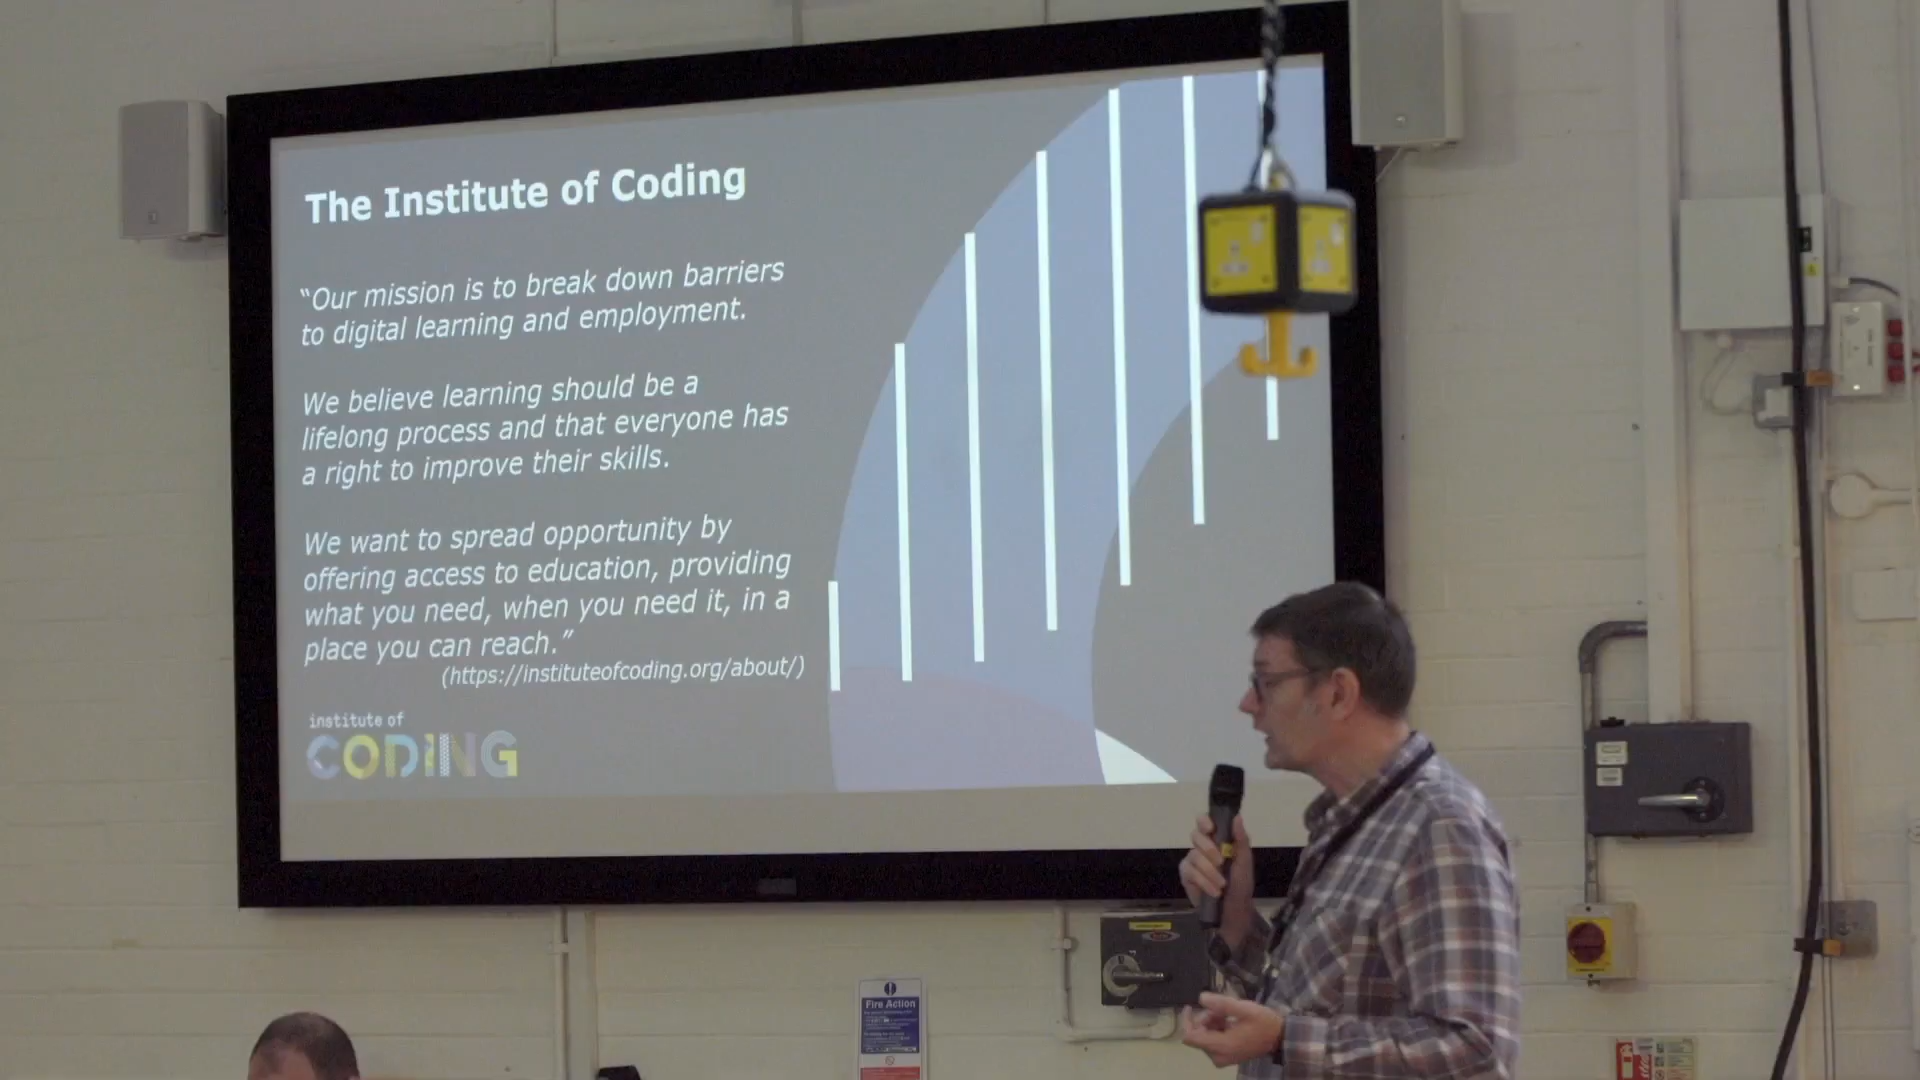 The Institute of Coding
“Our mission is to break down barriers
to digital learning and employment.
We believe learning should be a
lifelong process and that everyone has
a right to improve their skills.
We want to spread opportunity by
offering access to education, providing
what you need, when you need it, in a
place you can reach.”
(https://instituteofcoding.org/about/)
institute of
CODING
Fire Action